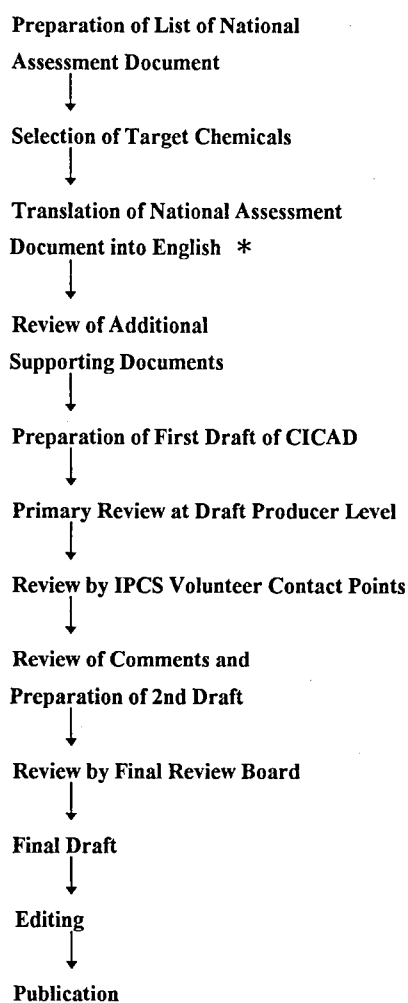 Preparation of List of National
Assessment Document
Selection of Target Chemicals
Translation of National Assessment
Document into English *
Review of Additional
Supporting Documents
Preparation of First Draft of CICAD
Primary Review at Draft Producer Level
Review by IPCS Volunteer Contact Points
Review of Comments and
Preparation of 2nd Draft
Review by Final Review Board
Final Draft
Editing
Publication